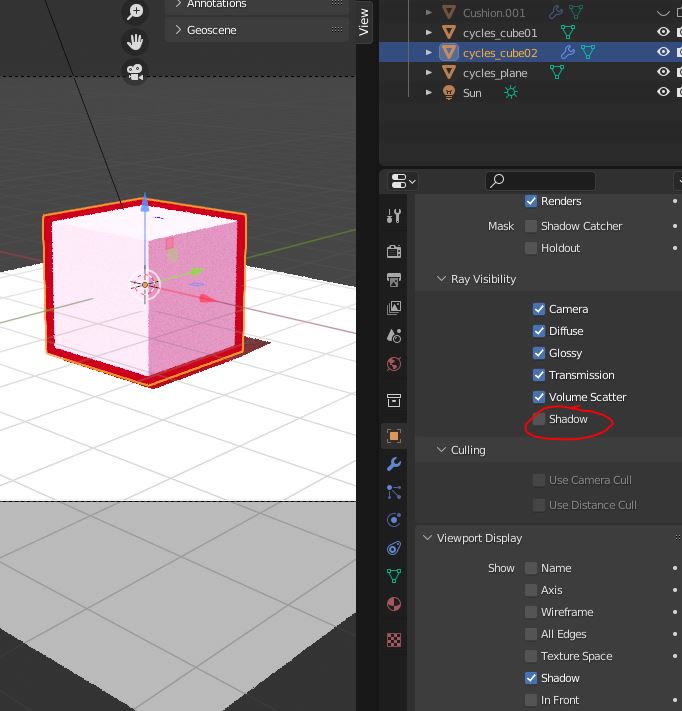 Annotations
Geoscene
View
Cushion.001
cycles_cube01
cycles_cube02
cycles_plane
Sun
Renders
Mask Shadow Catcher
Holdout
Ray Visibility
Camera
Diffuse
Glossy
Transmission
Volume Scatter
Shadow
Culling
Use Camera Cull
Use Distance Cull
Viewport Display
Show Name
Axis
Wireframe
All Edges
Texture Space
Shadow
In Front